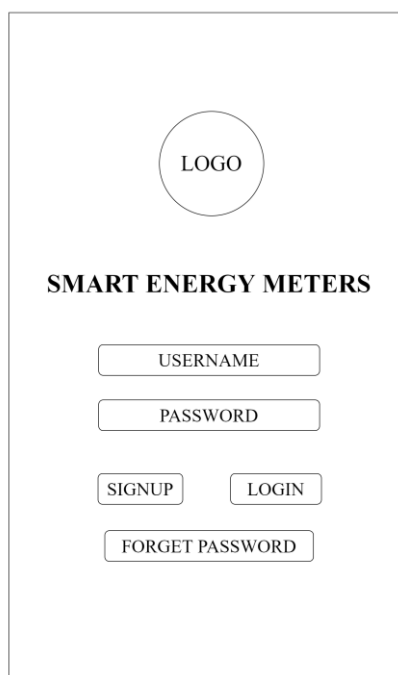 LOGO
SMART ENERGY METERS
USERNAME
PASSWORD
SIGNUP LOGIN
FORGET PASSWORD